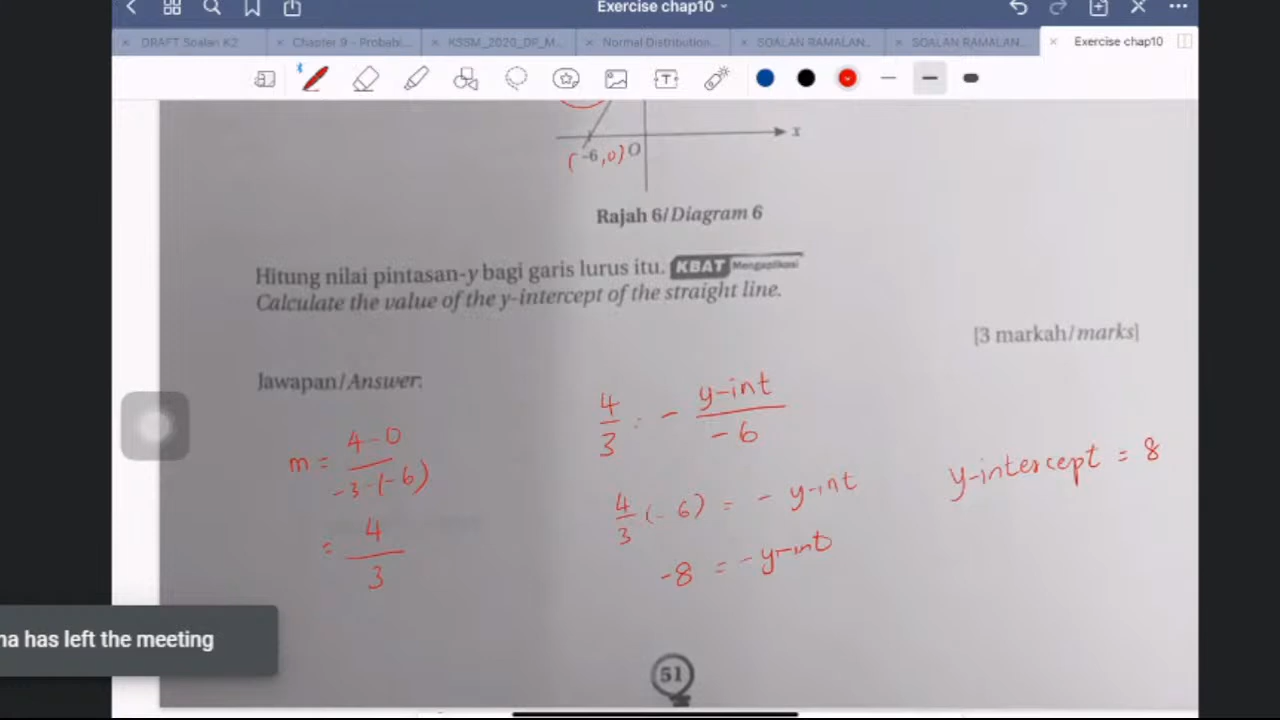 Exercise chap10
DRAFT Soalan K2
Chapter 9 - Probabi...
KSSM_2020_DP_M...
Normal Distribution...
SOALAN RAMALAN...
SOALAN RAMALAN...
Exercise chap10
x
(-6,0) O
Rajah 6/Diagram 6
Hitung nilai pintasan-y bagi garis lurus itu. KBAT Mengaplikasi
Calculate the value of the y-intercept of the straight line.
[3 markah/marks]
Jawapan/Answer:
m = 4-0 / -3-(-6)
= 4/3
4/3 = - y-int / -6
4/3 (-6) = - y-int
-8 = - y-int
y-intercept = 8
has left the meeting
51